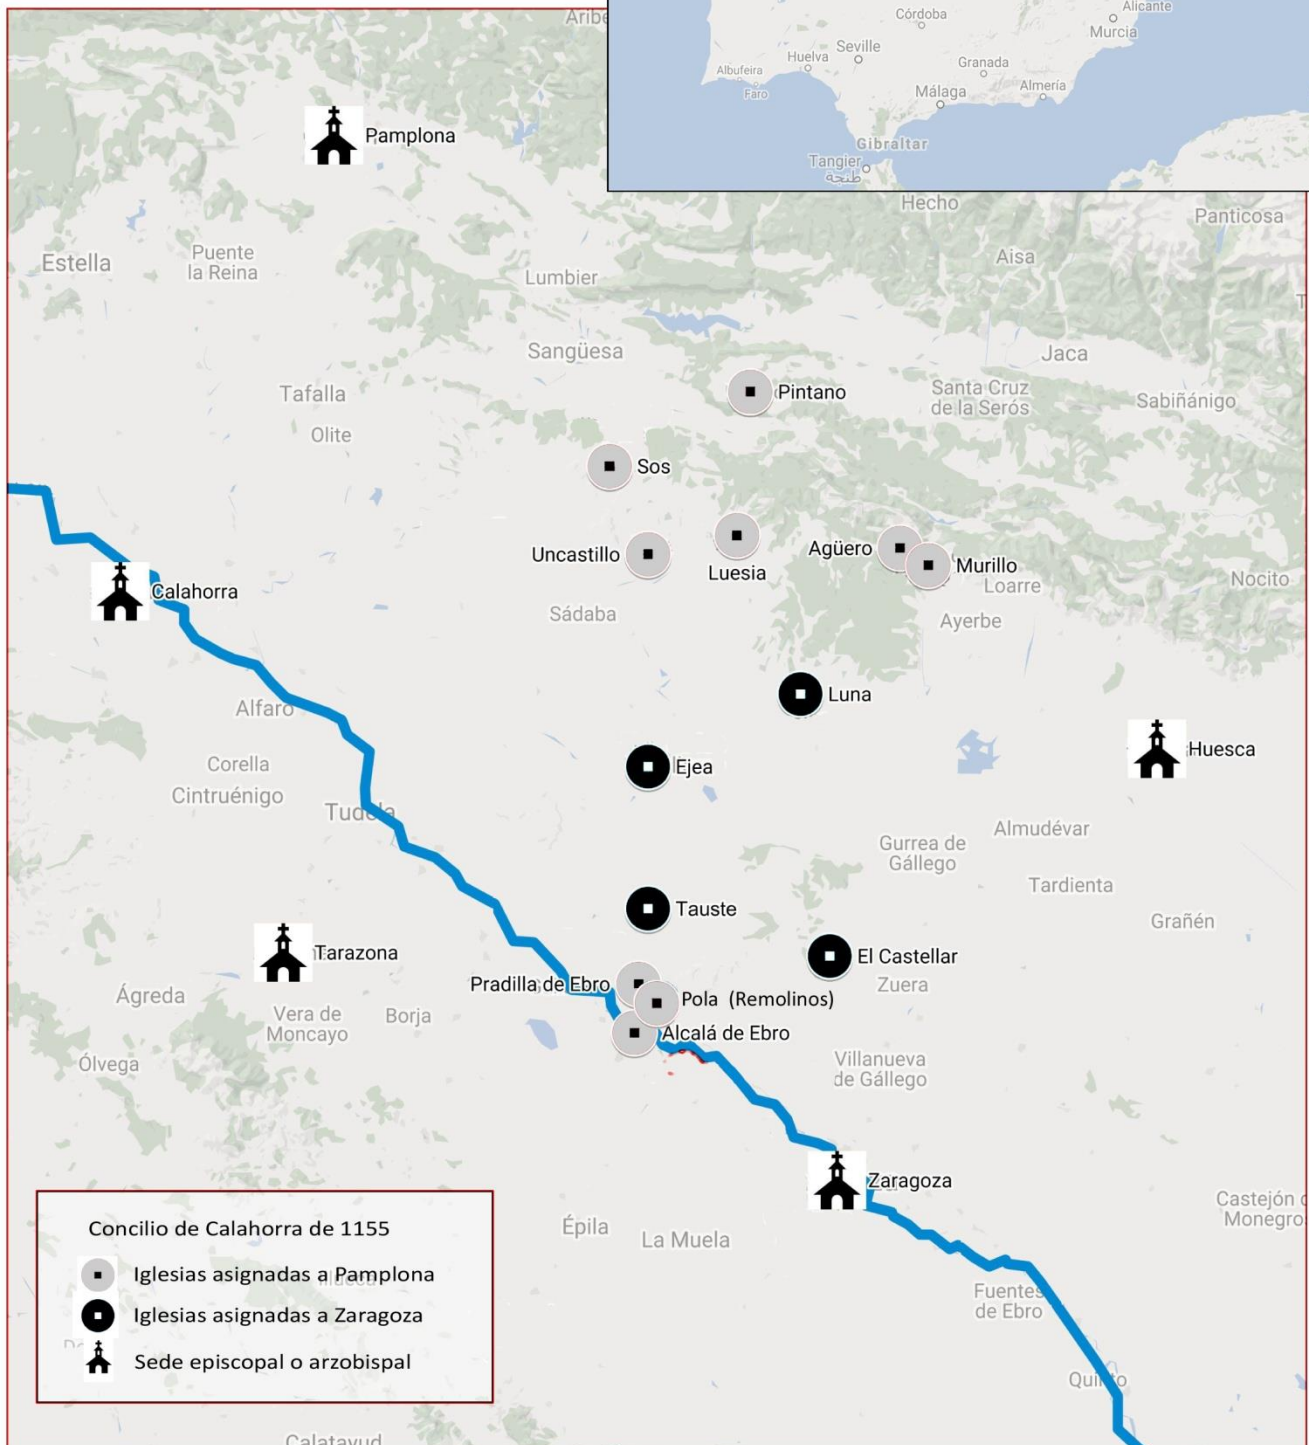 Alicante
Córdoba
Murcia
Seville
Huelva
Granada
Albufeira
Faro
Málaga
Almería
Gibraltar
Tangier
طنجة
Pamplona
Hecho
Panticosa
Puente
la Reina
Estella
Aisa
Lumbier
Sangüesa
Jaca
Tafalla
Pintano
Santa Cruz
de la Serós
Sabiñánigo
Olite
Sos
Uncastillo
Luesia
Agüero
Murillo
Loarre
Nocito
Calahorra
Sádaba
Ayerbe
Luna
Alfaro
Huesca
Corella
Ejea
Cintruénigo
Tudela
Almudévar
Gurrea de
Gállego
Tardienta
Tauste
Grañén
Tarazona
El Castellar
Pradilla de Ebro
Zuera
Ágreda
Pola (Remolinos)
Vera de
Moncayo
Borja
Alcalá de Ebro
Ólvega
Villanueva
de Gállego
Zaragoza
Épila
La Muela
Fuentes
de Ebro
Quinto
Calatayud
Concilio de Calahorra de 1155
Iglesias asignadas a Pamplona
Iglesias asignadas a Zaragoza
Sede episcopal o arzobispal